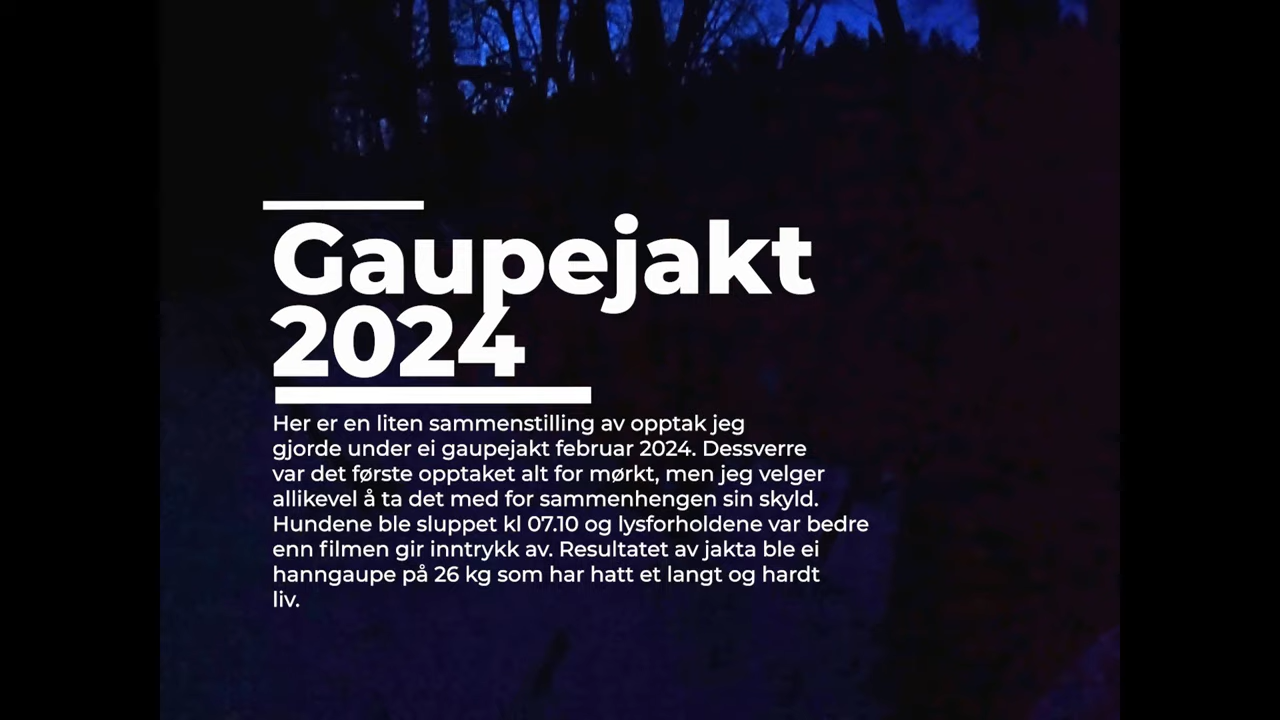 Gaupejakt
2024
Her er en liten sammenstilling av opptak jeg
gjorde under ei gaupejakt februar 2024. Dessverre
var det første opptaket alt for mørkt, men jeg velger
allikevel å ta det med for sammenhengen sin skyld.
Hundene ble sluppet kl 07.10 og lysforholdene var bedre
enn filmen gir inntrykk av. Resultatet av jakta ble ei
hanngaupe på 26 kg som har hatt et langt og hardt
liv.